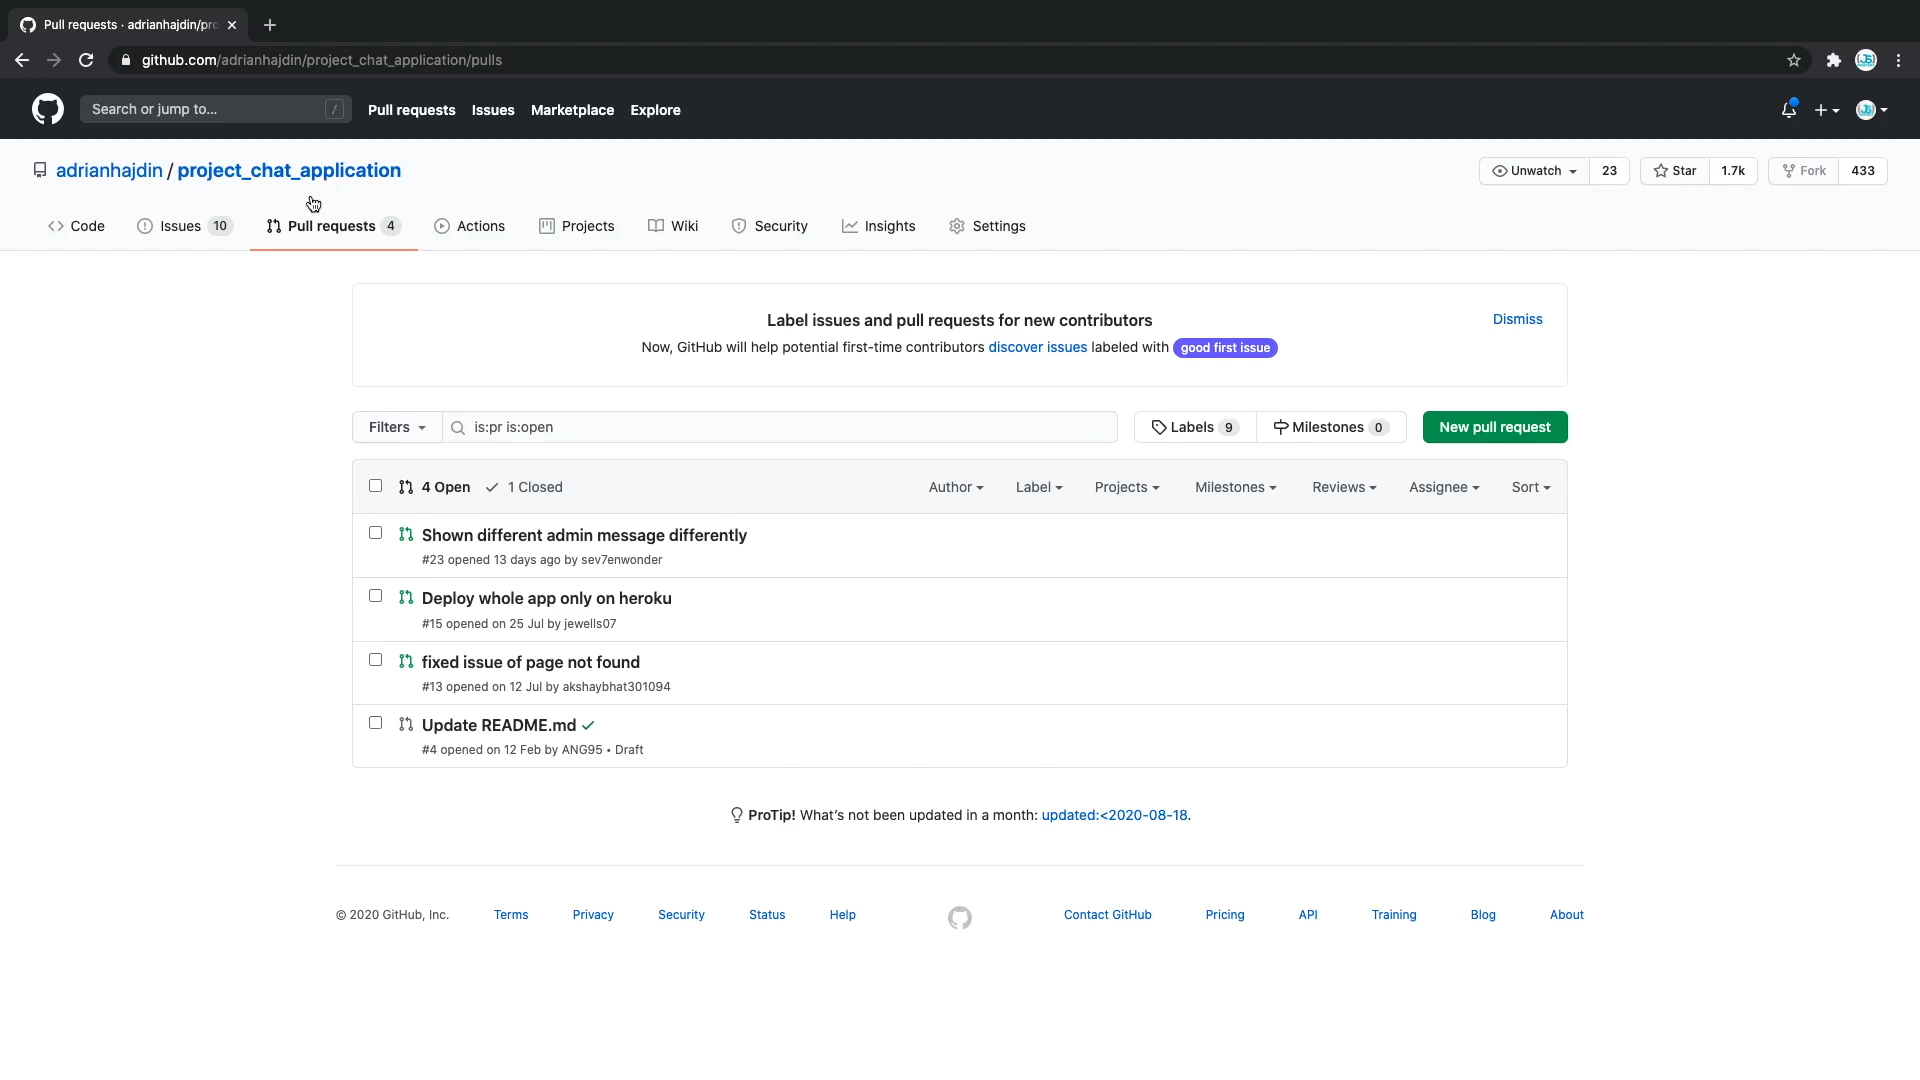 Pull requests · adrianhajdin/pro
github.com/adrianhajdin/project_chat_application/pulls
Search or jump to... /
Pull requests Issues Marketplace Explore
adrianhajdin / project_chat_application
Unwatch 23 Star 1.7k Fork 433
Code Issues 10 Pull requests 4 Actions Projects Wiki Security Insights Settings
Label issues and pull requests for new contributors
Dismiss
Now, GitHub will help potential first-time contributors discover issues labeled with good first issue
Filters is:pr is:open Labels 9 Milestones 0 New pull request
4 Open 1 Closed Author Label Projects Milestones Reviews Assignee Sort
Shown different admin message differently
#23 opened 13 days ago by sev7enwonder
Deploy whole app only on heroku
#15 opened on 25 Jul by jewells07
fixed issue of page not found
#13 opened on 12 Jul by akshaybhat301094
Update README.md
#4 opened on 12 Feb by ANG95 • Draft
ProTip! What's not been updated in a month: updated:<2020-08-18.
© 2020 GitHub, Inc. Terms Privacy Security Status Help Contact GitHub Pricing API Training Blog About